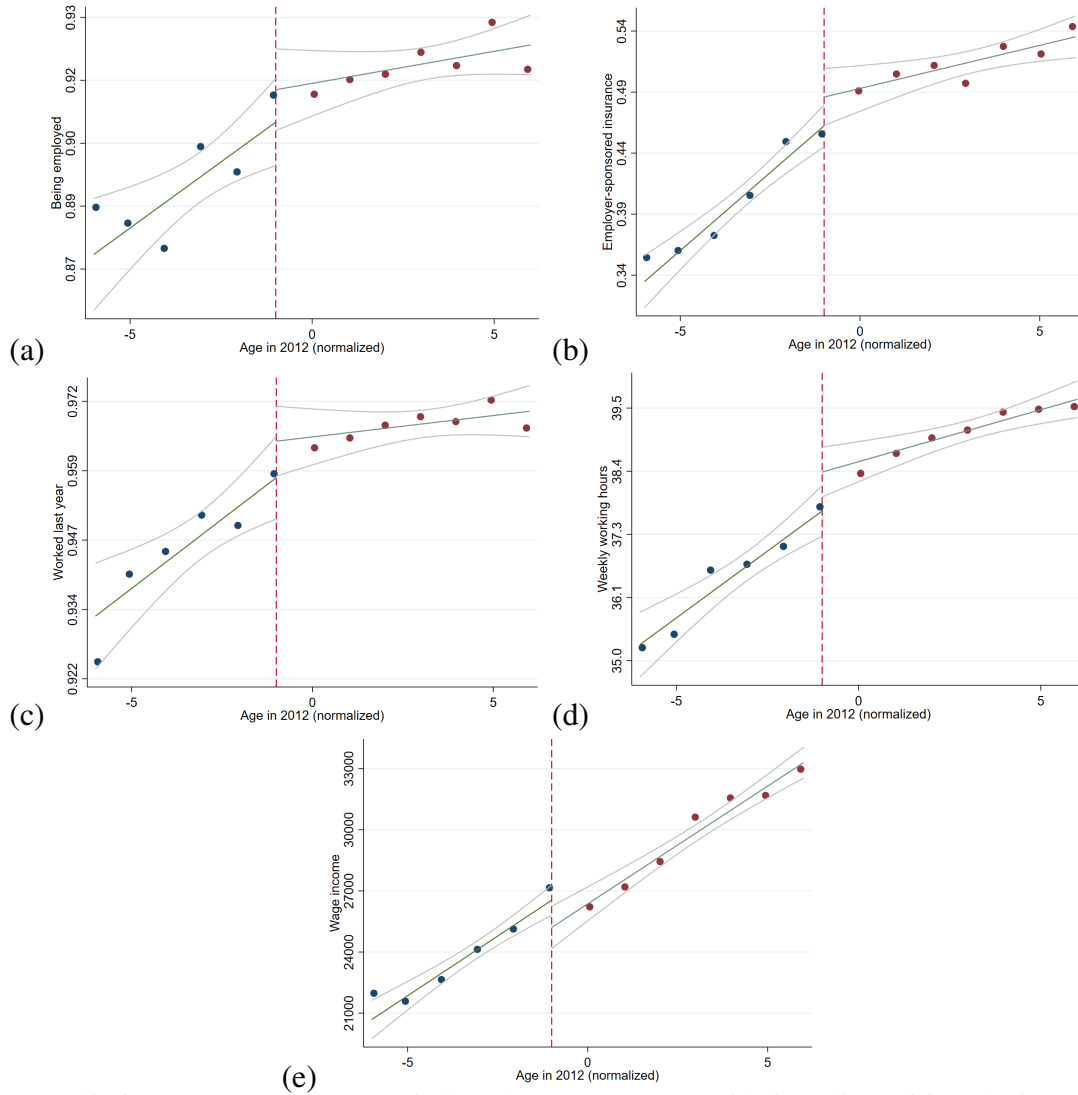 0.93
0.92
0.90
0.89
0.87
Being employed
-5 0 5
Age in 2012 (normalized)
(a)
0.54
0.49
0.44
0.39
0.34
Employer-sponsored insurance
-5 0 5
Age in 2012 (normalized)
(b)
0.972
0.959
0.947
0.934
0.922
Worked last year
-5 0 5
Age in 2012 (normalized)
(c)
39.5
38.4
37.3
36.1
35.0
Weekly working hours
-5 0 5
Age in 2012 (normalized)
(d)
33000
30000
27000
24000
21000
Wage income
-5 0 5
Age in 2012 (normalized)
(e)